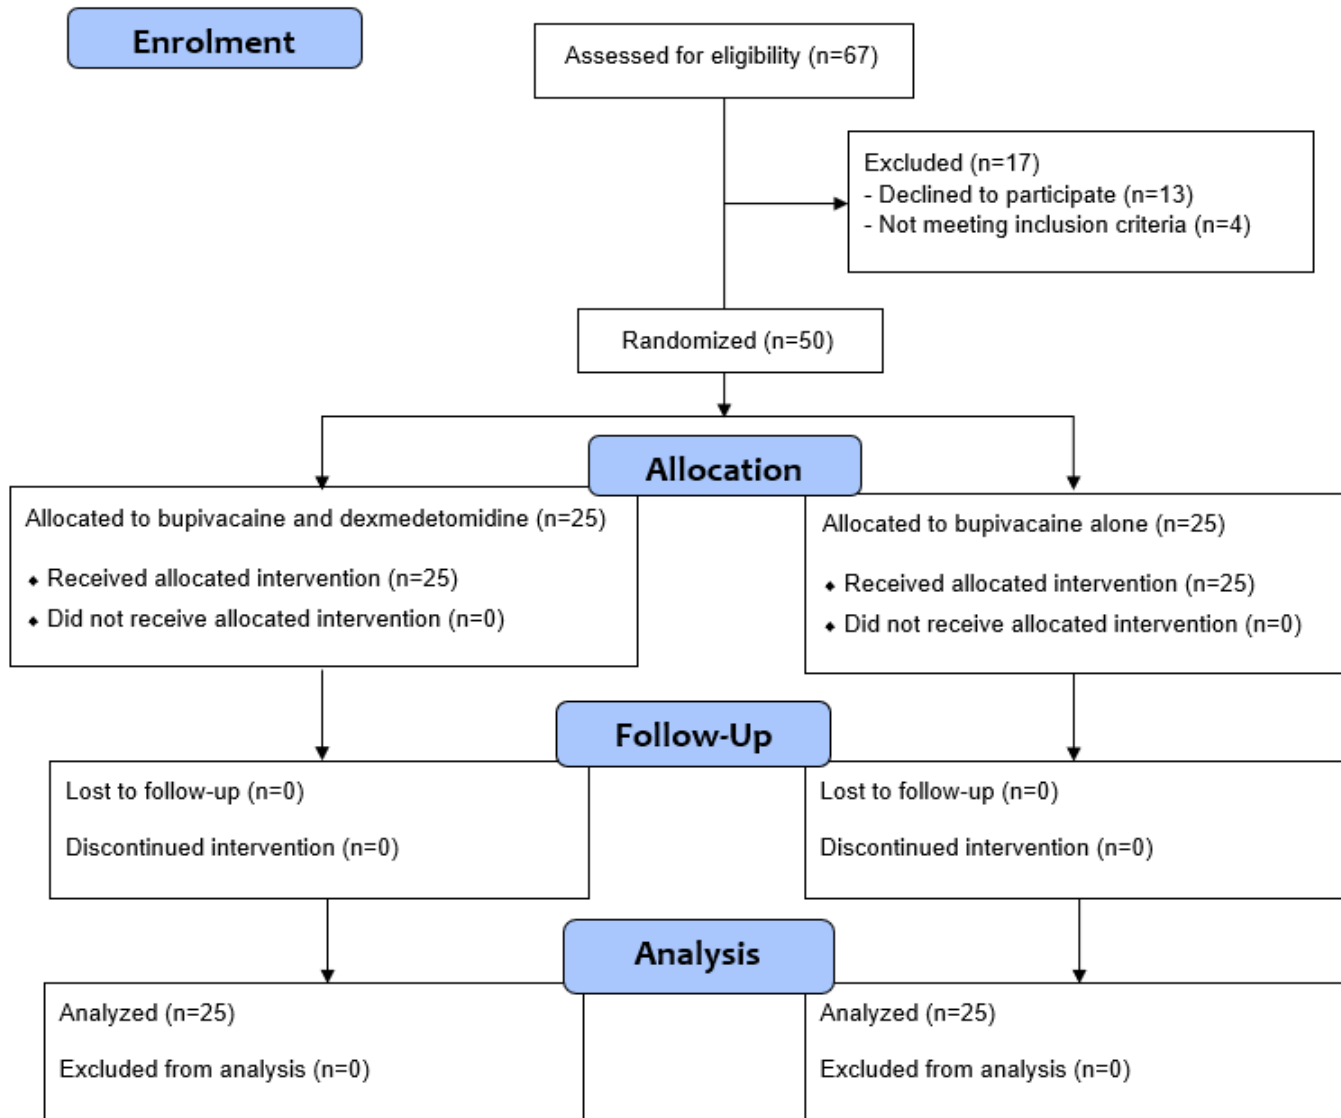 Enrolment
Assessed for eligibility (n=67)
Excluded (n=17)
- Declined to participate (n=13)
- Not meeting inclusion criteria (n=4)
Randomized (n=50)
Allocation
Allocated to bupivacaine and dexmedetomidine (n=25)
⬥ Received allocated intervention (n=25)
⬥ Did not receive allocated intervention (n=0)
Allocated to bupivacaine alone (n=25)
⬥ Received allocated intervention (n=25)
⬥ Did not receive allocated intervention (n=0)
Follow-Up
Lost to follow-up (n=0)
Discontinued intervention (n=0)
Lost to follow-up (n=0)
Discontinued intervention (n=0)
Analysis
Analyzed (n=25)
Excluded from analysis (n=0)
Analyzed (n=25)
Excluded from analysis (n=0)